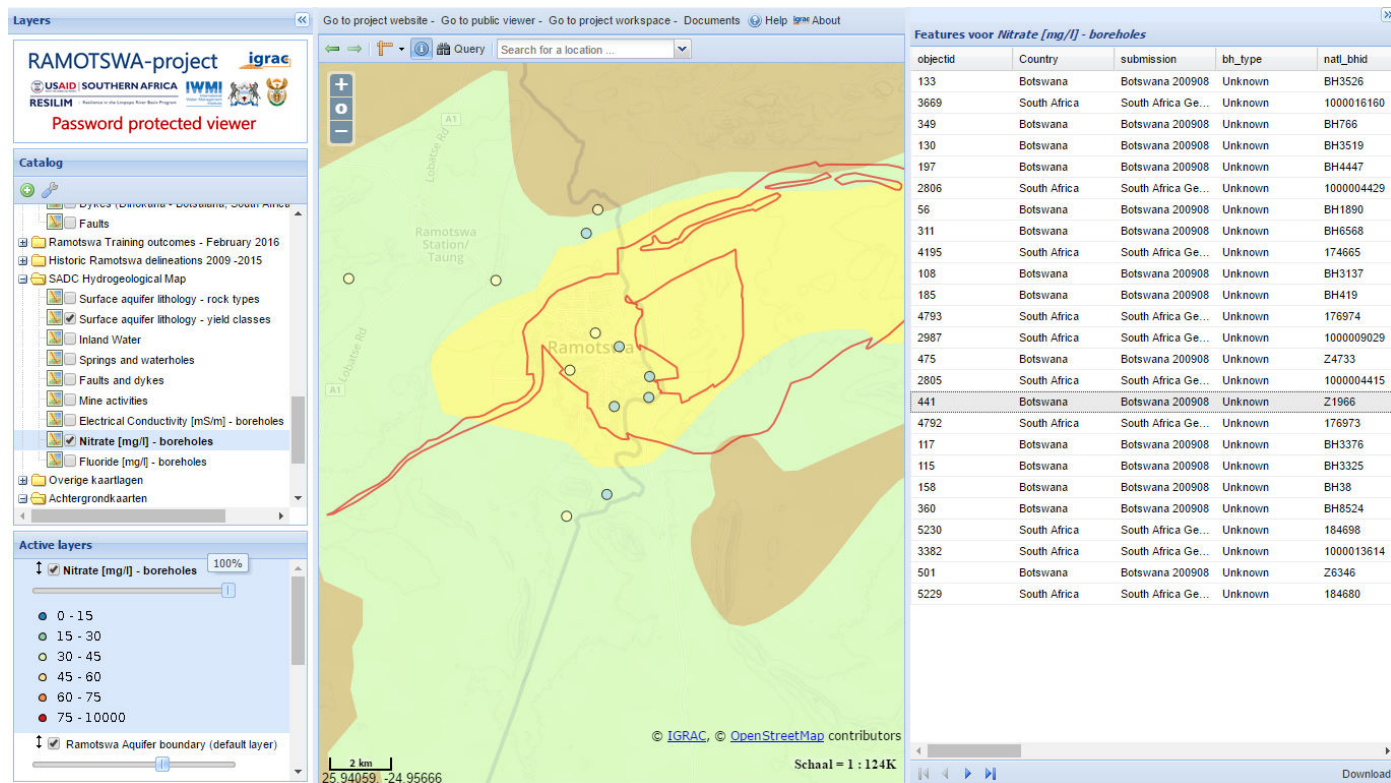 Layers
RAMOTSWA-project igrac
USAID SOUTHERN AFRICA IWMI
RESILIM
Password protected viewer
Catalog
Faults
Ramotswa Training outcomes - February 2016
Historic Ramotswa delineations 2009 -2015
SADC Hydrogeological Map
Surface aquifer lithology - rock types
Surface aquifer lithology - yield classes
Inland Water
Springs and waterholes
Faults and dykes
Mine activities
Electrical Conductivity [mS/m] - boreholes
Nitrate [mg/l] - boreholes
Fluoride [mg/l] - boreholes
Overige kaartlagen
Achtergrondkaarten
Active layers
100%
Nitrate [mg/l] - boreholes
0 - 15
15 - 30
30 - 45
45 - 60
60 - 75
75 - 10000
Ramotswa Aquifer boundary (default layer)
Go to project website - Go to public viewer - Go to project workspace - Documents Help igrac About
Query Search for a location ...
A1
Lobatse Rd
Ramotswa
Station/
Taung
Ramotswa
Lobatse Rd
A1
© IGRAC, © OpenStreetMap contributors
2 km
Schaal = 1 : 124K
25.94059, -24.95666
Features voor Nitrate [mg/l] - boreholes
objectid Country submission bh_type natl_bhid
133 Botswana Botswana 200908 Unknown BH3526
3669 South Africa South Africa Ge... Unknown 1000016160
349 Botswana Botswana 200908 Unknown BH766
130 Botswana Botswana 200908 Unknown BH3519
197 Botswana Botswana 200908 Unknown BH4447
2806 South Africa South Africa Ge... Unknown 1000004429
56 Botswana Botswana 200908 Unknown BH1890
311 Botswana Botswana 200908 Unknown BH6568
4195 South Africa South Africa Ge... Unknown 174665
108 Botswana Botswana 200908 Unknown BH3137
185 Botswana Botswana 200908 Unknown BH419
4793 South Africa South Africa Ge... Unknown 176974
2987 South Africa South Africa Ge... Unknown 1000009029
475 Botswana Botswana 200908 Unknown Z4733
2805 South Africa South Africa Ge... Unknown 1000004415
441 Botswana Botswana 200908 Unknown Z1966
4792 South Africa South Africa Ge... Unknown 176973
117 Botswana Botswana 200908 Unknown BH3376
115 Botswana Botswana 200908 Unknown BH3325
158 Botswana Botswana 200908 Unknown BH38
360 Botswana Botswana 200908 Unknown BH8524
5230 South Africa South Africa Ge... Unknown 184698
3382 South Africa South Africa Ge... Unknown 1000013614
501 Botswana Botswana 200908 Unknown Z6346
5229 South Africa South Africa Ge... Unknown 184680
Download